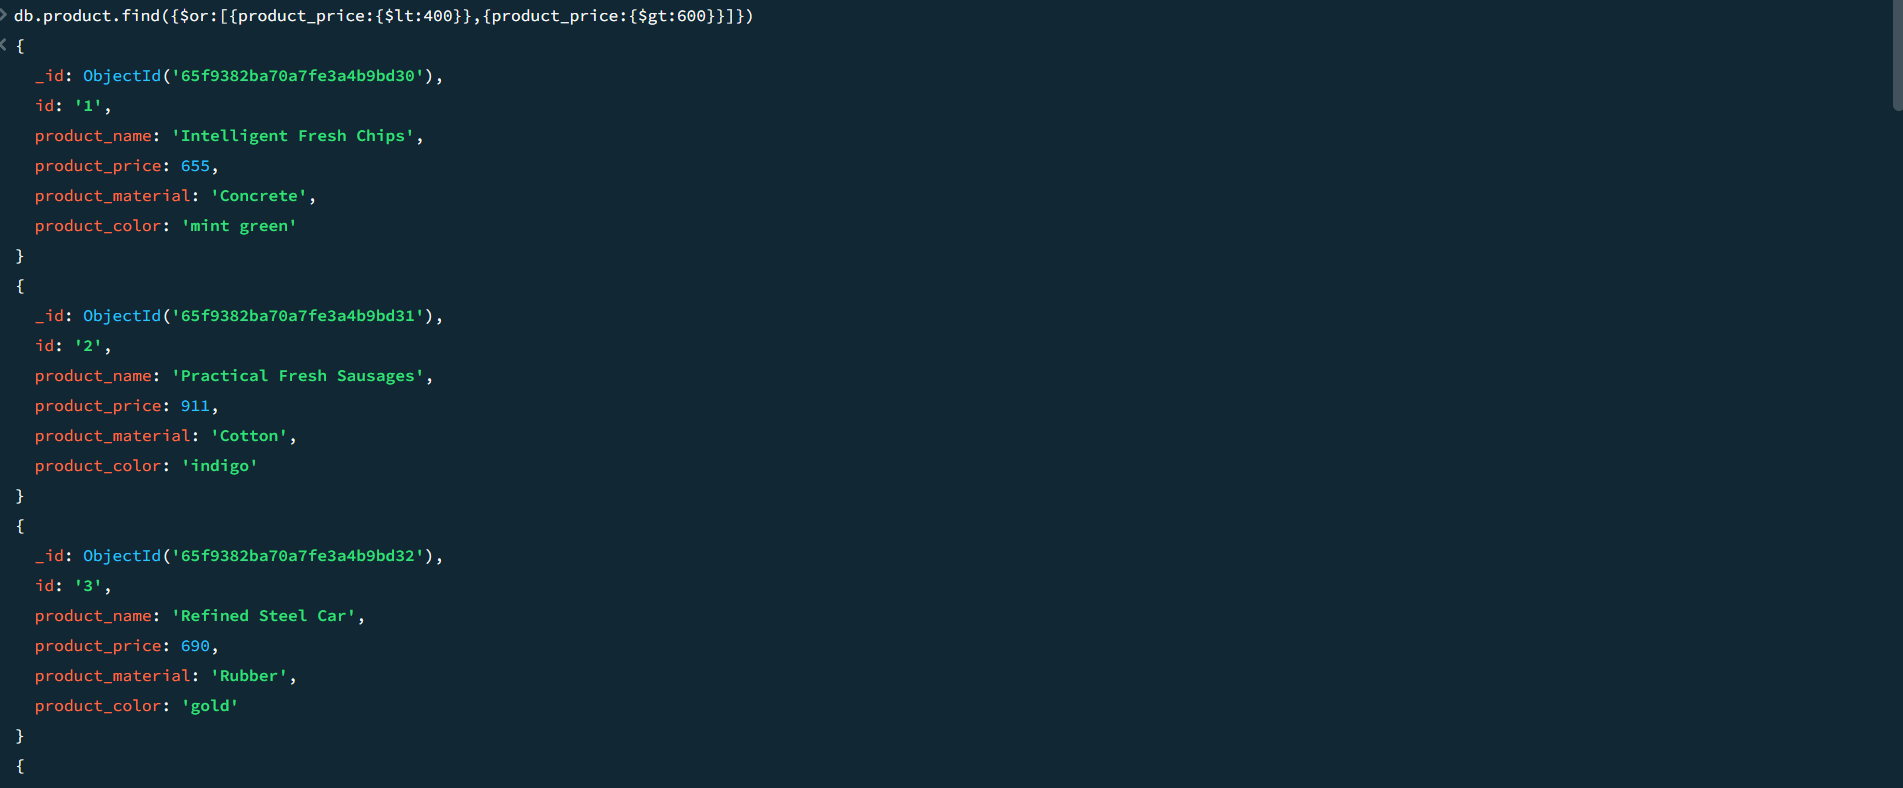 db.product.find({$or:[{product_price:{$lt:400}},{product_price:{$gt:600}}]})
{
_id: ObjectId('65f9382ba70a7fe3a4b9bd30'),
id: '1',
product_name: 'Intelligent Fresh Chips',
product_price: 655,
product_material: 'Concrete',
product_color: 'mint green'
}
{
_id: ObjectId('65f9382ba70a7fe3a4b9bd31'),
id: '2',
product_name: 'Practical Fresh Sausages',
product_price: 911,
product_material: 'Cotton',
product_color: 'indigo'
}
{
_id: ObjectId('65f9382ba70a7fe3a4b9bd32'),
id: '3',
product_name: 'Refined Steel Car',
product_price: 690,
product_material: 'Rubber',
product_color: 'gold'
}
{